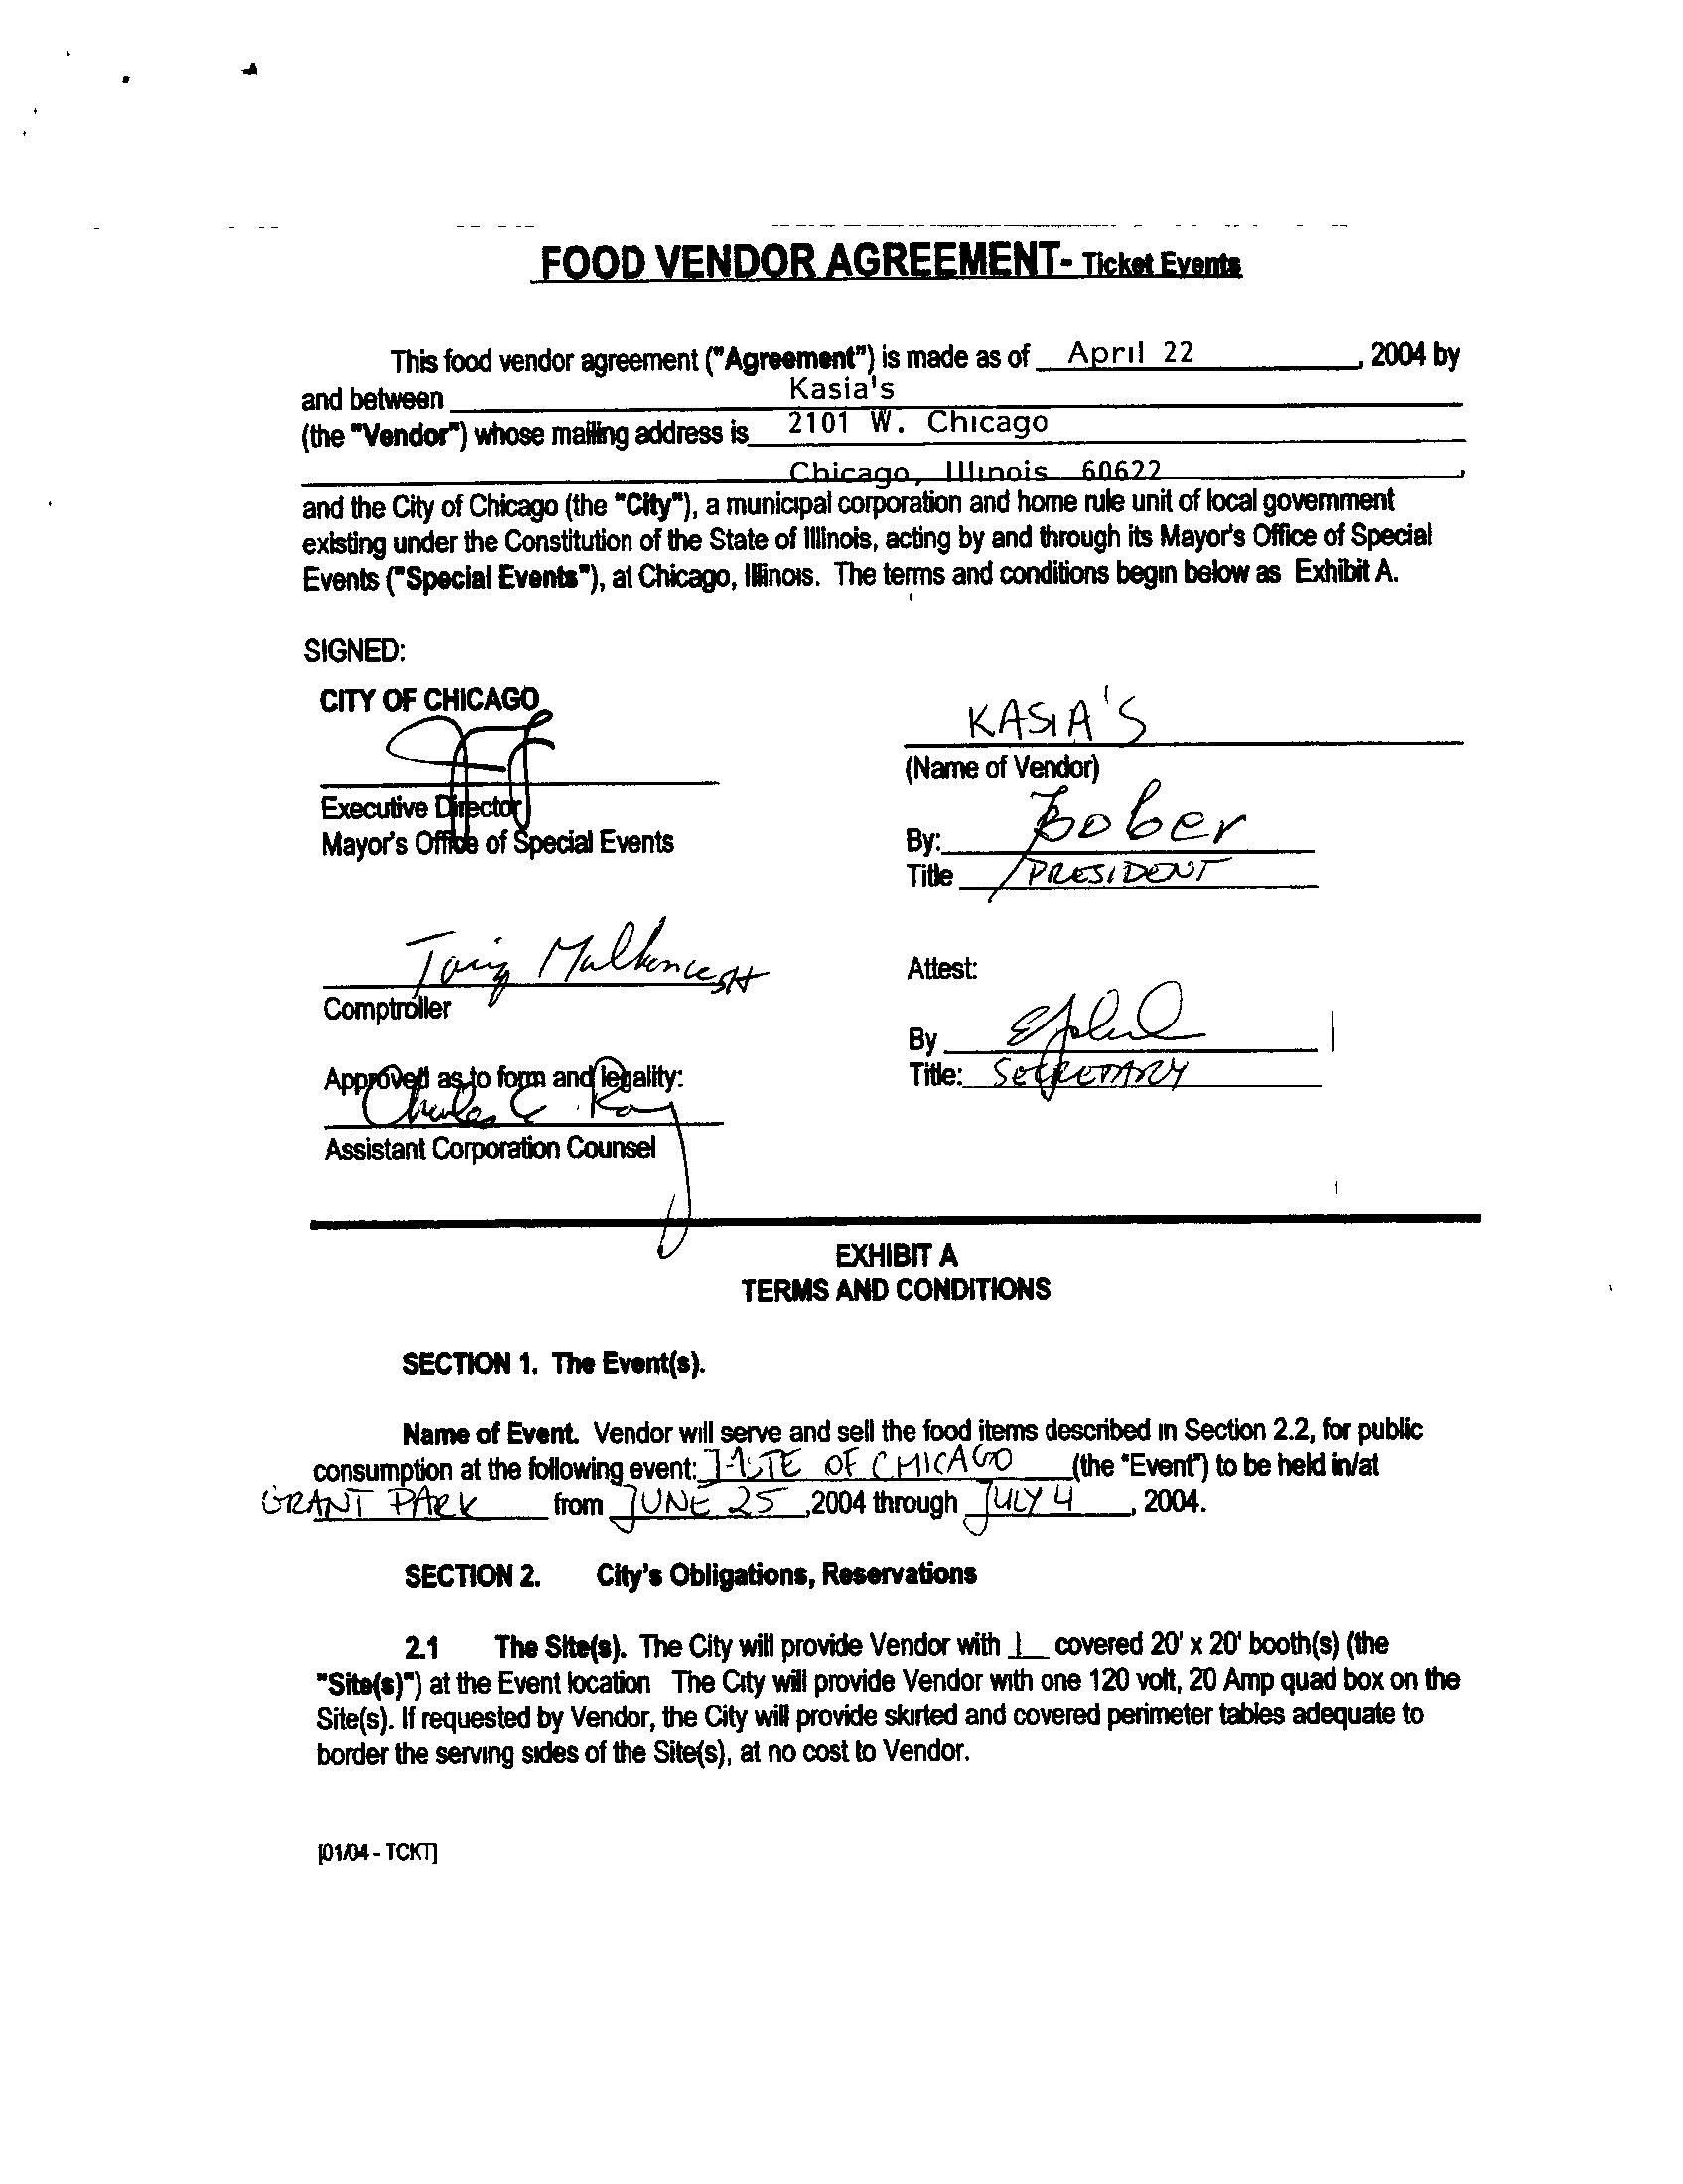 FOOD VENDOR AGREEMENT- Ticket Events
This food vendor agreement ("Agreement") is made as of April 22, 2004 by
and between Kasia's
(the "Vendor") whose mailing address is 2101 W. Chicago
Chicago, Illinois 60622,
and the City of Chicago (the "City"), a municipal corporation and home rule unit of local government
existing under the Constitution of the State of Illinois, acting by and through its Mayor's Office of Special
Events ("Special Events"), at Chicago, Illinois. The terms and conditions begin below as Exhibit A.
SIGNED:
CITY OF CHICAGO
KASIA'S
(Name of Vendor)
Executive Director
Mayor's Office of Special Events
By: Bober
Title PRESIDENT
Attest:
Comptroller
By
Title: SECRETARY
Approved as to form and legality:
Charles
Assistant Corporation Counsel
EXHIBIT A
TERMS AND CONDITIONS
SECTION 1. The Event(s).
Name of Event. Vendor will serve and sell the food items described in Section 2.2, for public
consumption at the following event: TASTE OF CHICAGO (the "Event") to be held in/at
GRANT PARK from JUNE 25 ,2004 through JULY 4, 2004.
SECTION 2. City's Obligations, Reservations
2.1 The Site(s). The City will provide Vendor with 1 covered 20' x 20' booth(s) (the
"Site(s)") at the Event location The City will provide Vendor with one 120 volt, 20 Amp quad box on the
Site(s). If requested by Vendor, the City will provide skirted and covered perimeter tables adequate to
border the serving sides of the Site(s), at no cost to Vendor.
[01/04 - TCKT]